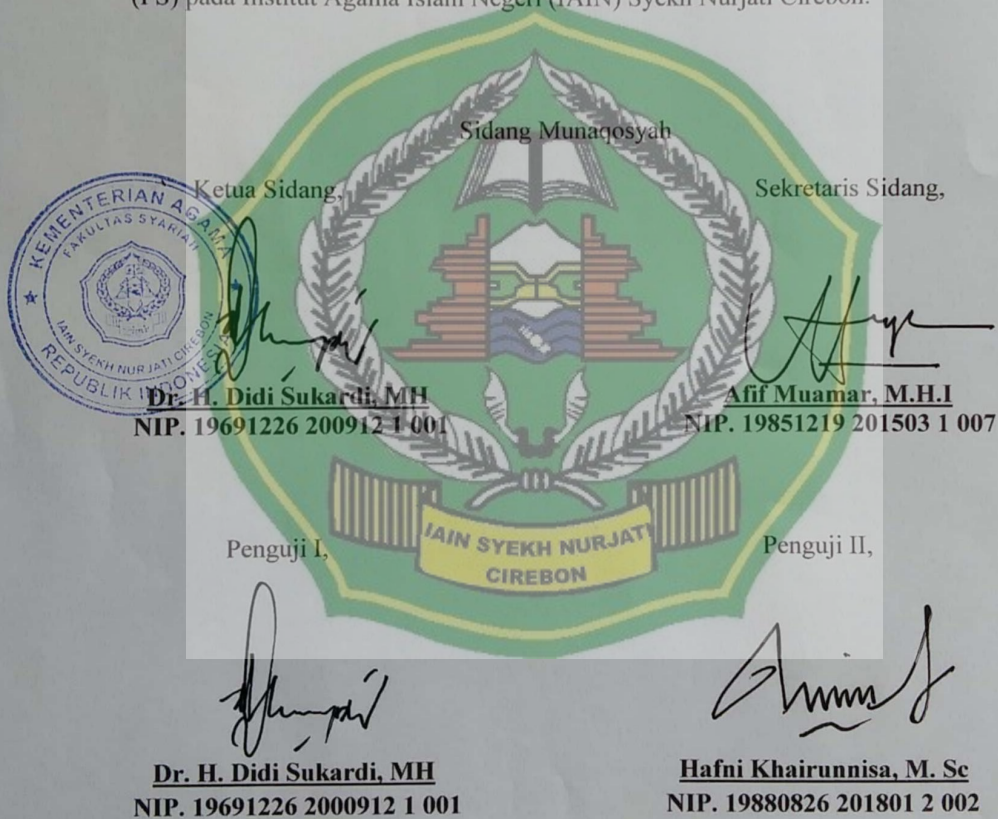 (FS) pada Institut Agama Islam Negeri (IAIN) Syekh Nurjati Cirebon.
Sidang Munaqosyah
Ketua Sidang,
Sekretaris Sidang,
KEMENTERIAN AGAMA
FAKULTAS SYARIAH
IAIN SYEKH NURJATI CIREBON
REPUBLIK INDONESIA
Dr. H. Didi Sukardi, MH
NIP. 19691226 200912 1 001
Afif Muamar, M.H.I
NIP. 19851219 201503 1 007
IAIN SYEKH NURJATI
CIREBON
Penguji I,
Penguji II,
Dr. H. Didi Sukardi, MH
NIP. 19691226 2000912 1 001
Hafni Khairunnisa, M. Sc
NIP. 19880826 201801 2 002